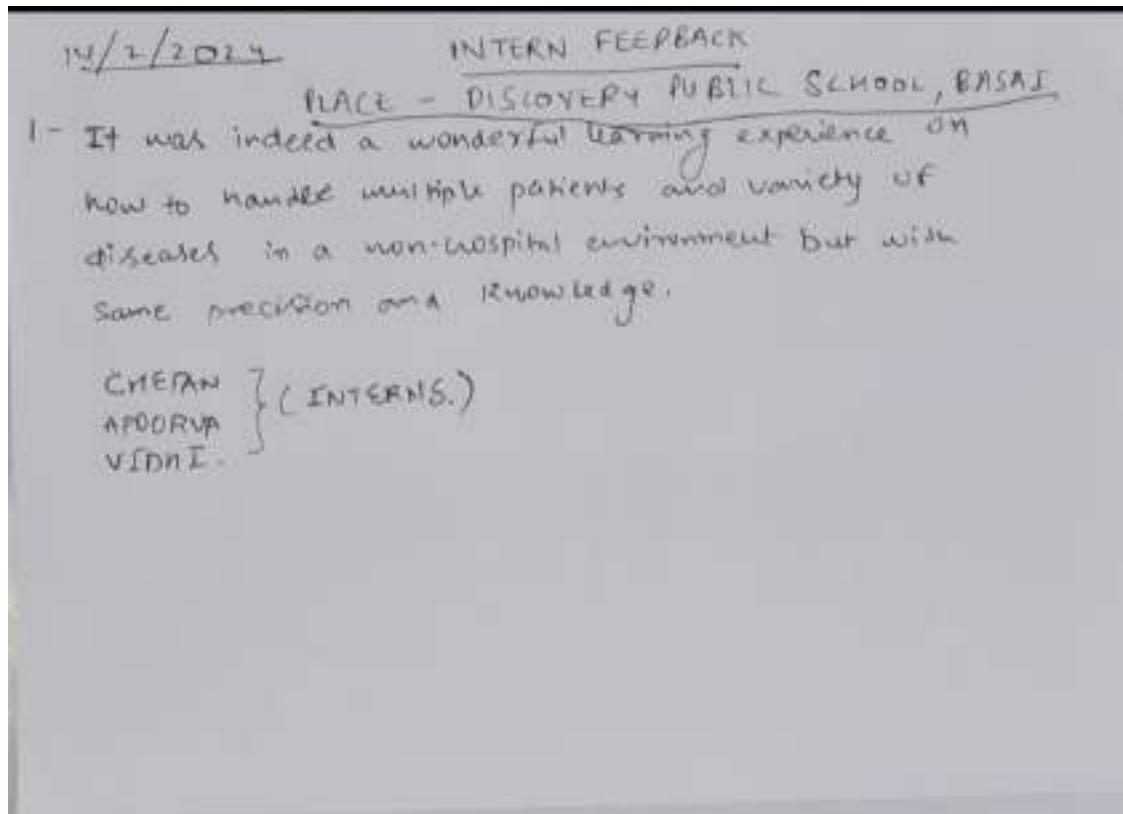 14/2/2024
INTERN FEEDBACK
PLACE - DISCOVERY PUBLIC SCHOOL, BASAI
1- It was indeed a wonderful learning experience on
how to handle multiple patients and variety of
diseases in a non-hospital environment but with
same precision and knowledge.
CHETAN
APOORVA
VIDHI.
(INTERNS.)